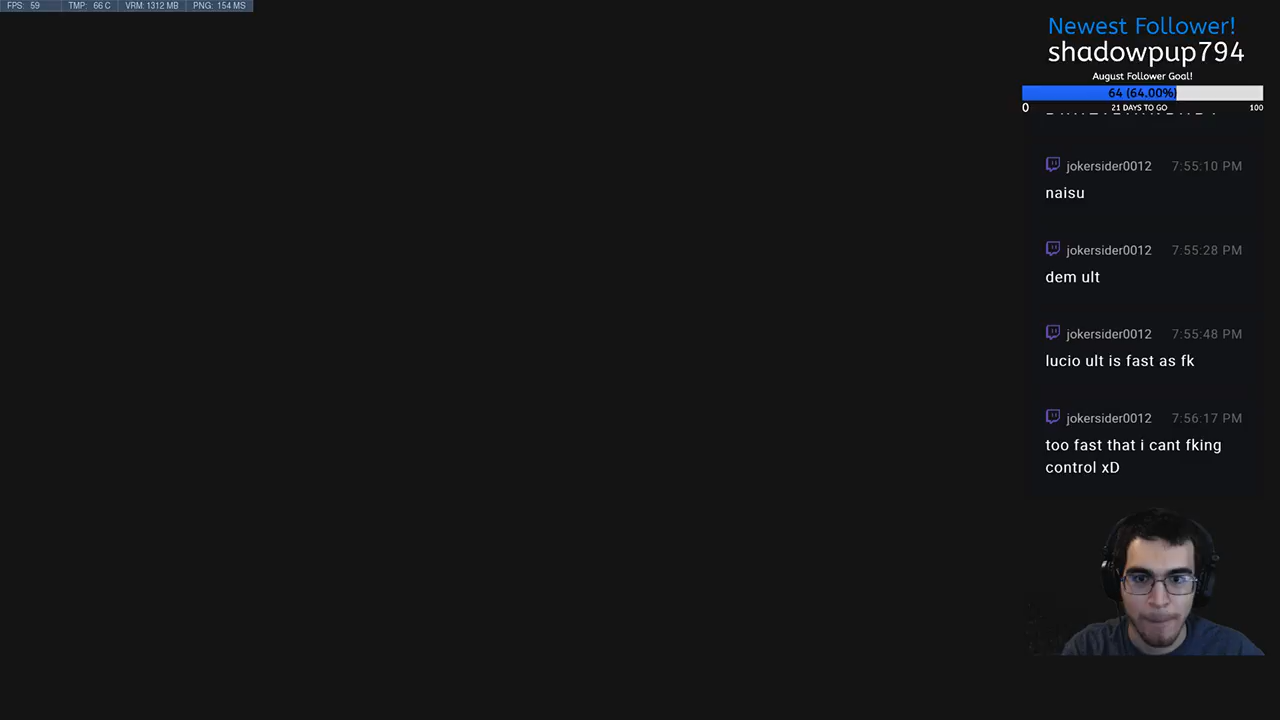 FPS: 59 TMP: 66 C VRM: 1312 MB PNG: 154 MS
Newest Follower!
shadowpup794
August Follower Goal!
64 (64.00%)
0 21 DAYS TO GO 100
jokersider0012 7:55:10 PM
naisu
jokersider0012 7:55:28 PM
dem ult
jokersider0012 7:55:48 PM
lucio ult is fast as fk
jokersider0012 7:56:17 PM
too fast that i cant fking
control xD